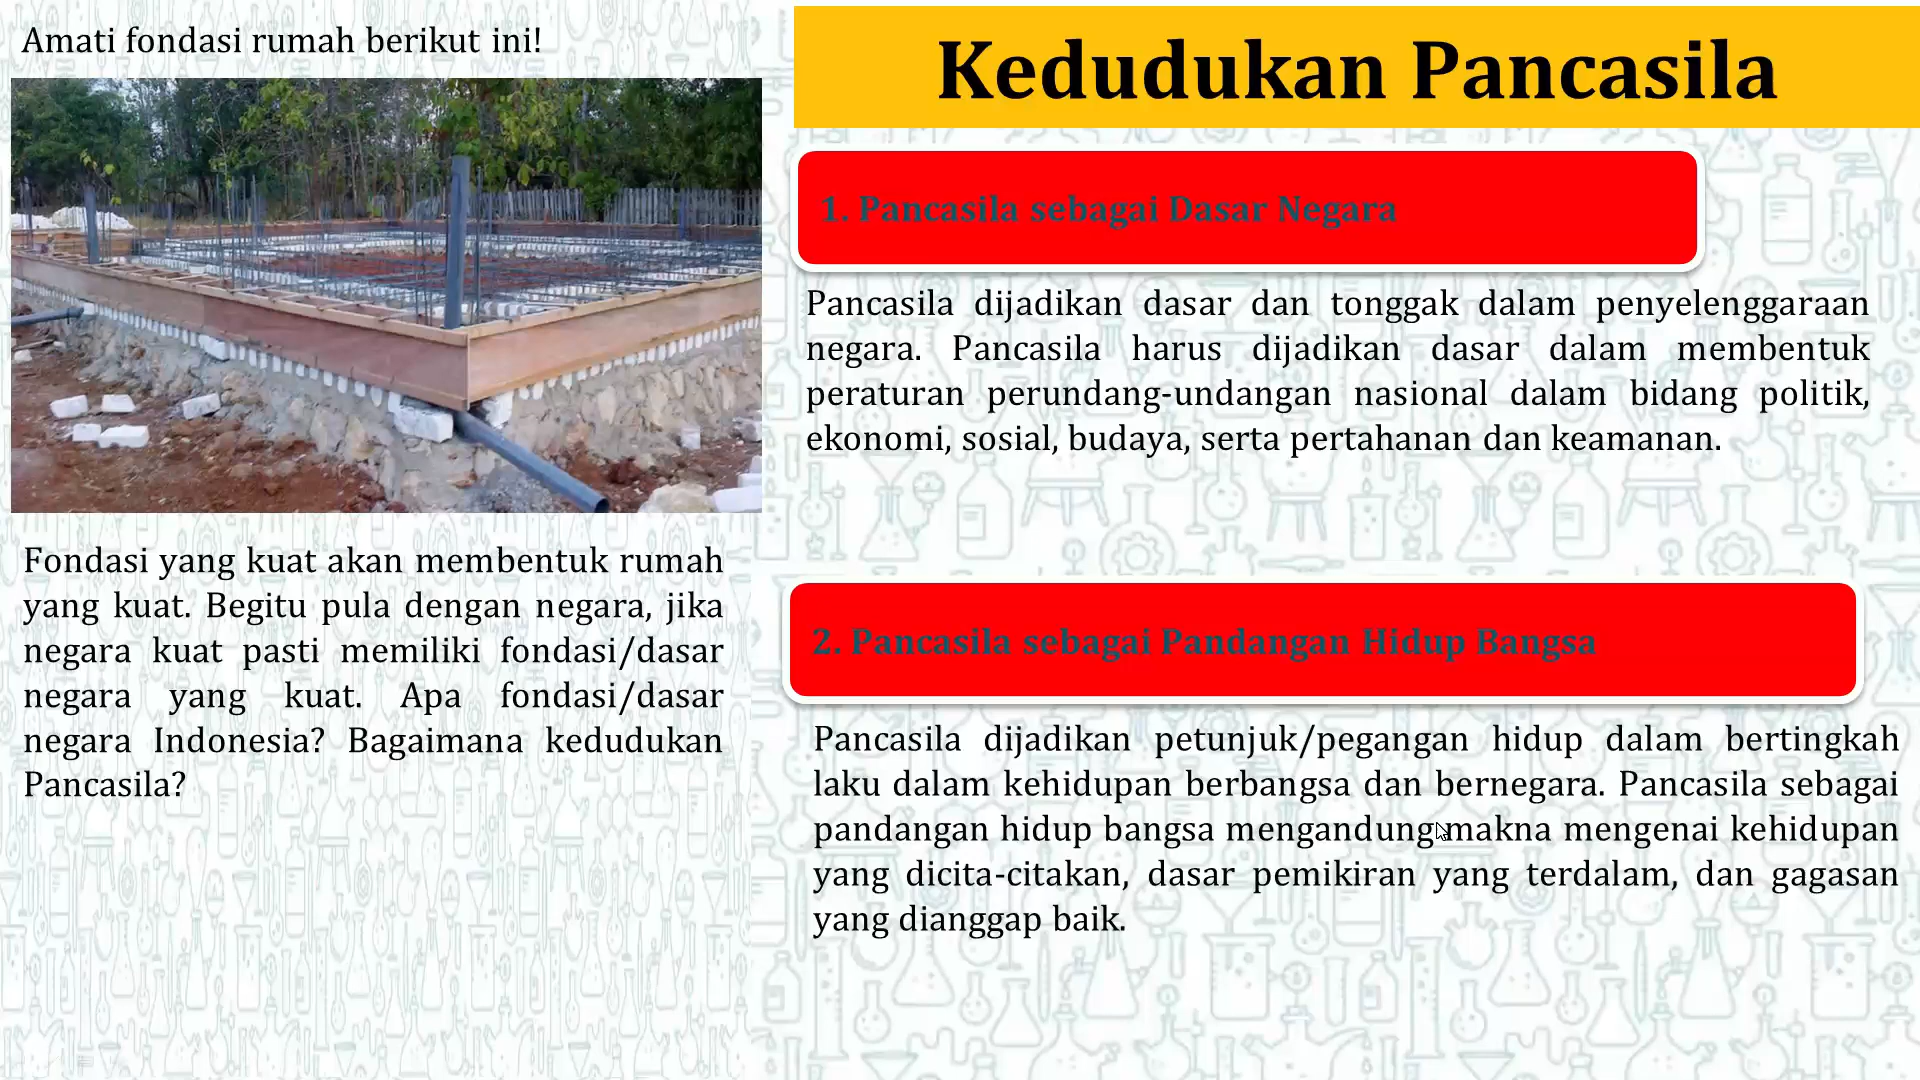 Amati fondasi rumah berikut ini!
Fondasi yang kuat akan membentuk rumah
yang kuat. Begitu pula dengan negara, jika
negara kuat pasti memiliki fondasi/dasar
negara yang kuat. Apa fondasi/dasar
negara Indonesia? Bagaimana kedudukan
Pancasila?
Kedudukan Pancasila
1. Pancasila sebagai Dasar Negara
Pancasila dijadikan dasar dan tonggak dalam penyelenggaraan
negara. Pancasila harus dijadikan dasar dalam membentuk
peraturan perundang-undangan nasional dalam bidang politik,
ekonomi, sosial, budaya, serta pertahanan dan keamanan.
2. Pancasila sebagai Pandangan Hidup Bangsa
Pancasila dijadikan petunjuk/pegangan hidup dalam bertingkah
laku dalam kehidupan berbangsa dan bernegara. Pancasila sebagai
pandangan hidup bangsa mengandung makna mengenai kehidupan
yang dicita-citakan, dasar pemikiran yang terdalam, dan gagasan
yang dianggap baik.